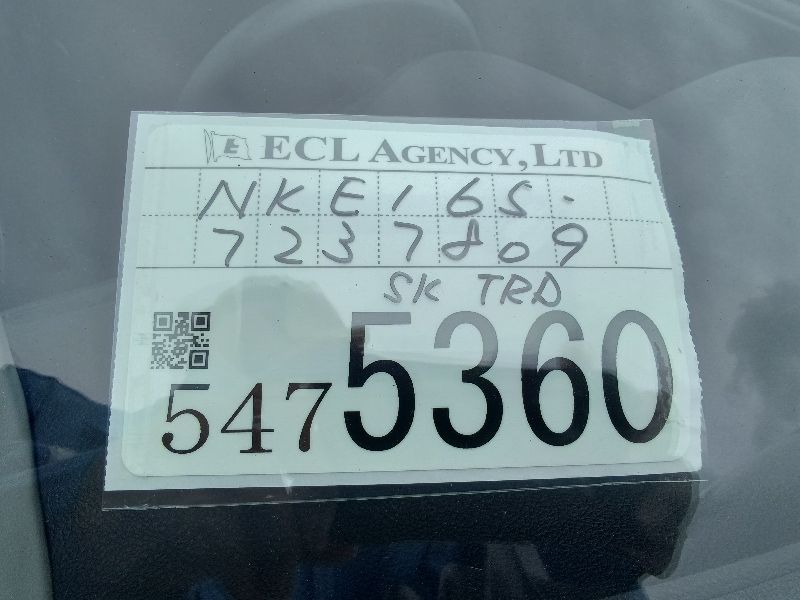 E ECL AGENCY, LTD
NKE165-
7237809
SK TRD
5475360